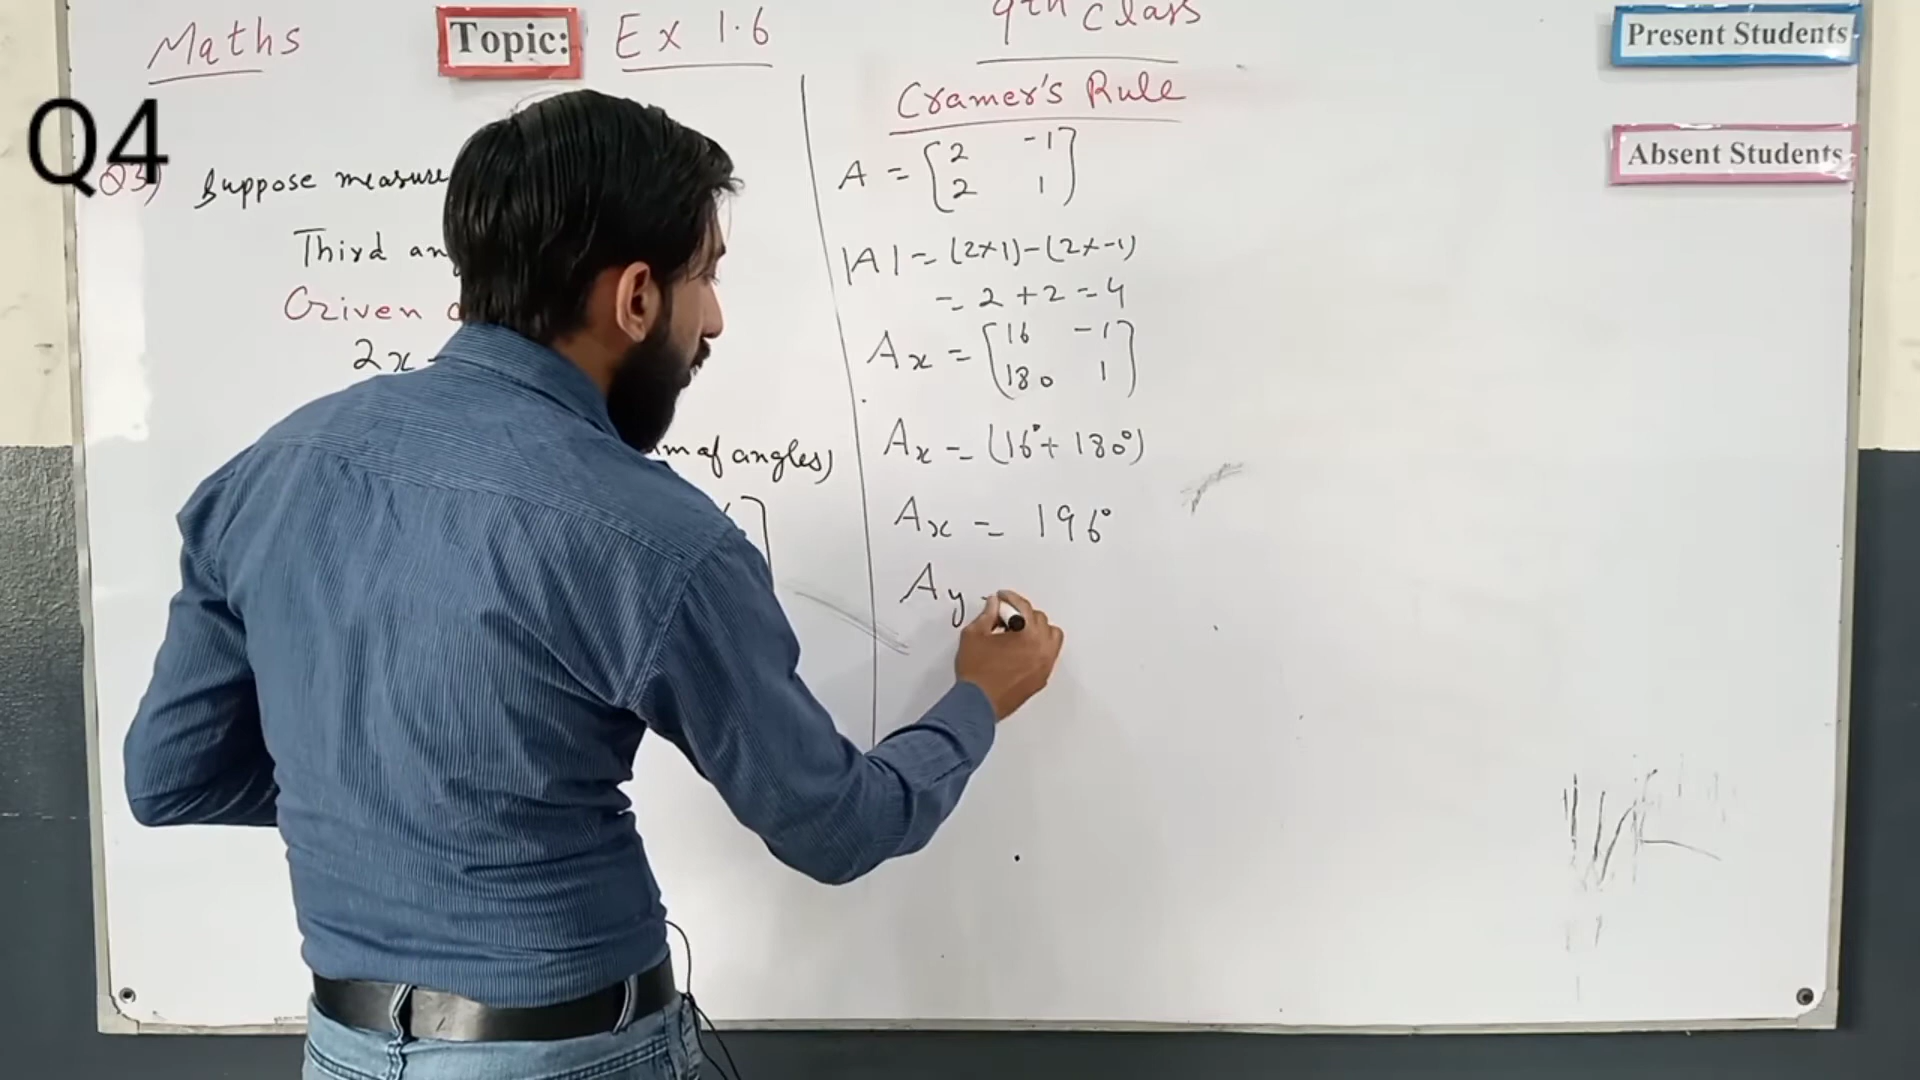 Maths
Topic:
Ex 1.6
9th class
Present Students
Absent Students
Q4
Q3) Suppose measure
Third
Given
2x
of angles)
Cramer's Rule
A = [2 -1
2 1]
|A| = (2×1)-(2×-1)
= 2 + 2 = 4
Ax = [16 -1
180 1]
Ax = (16°+ 180°)
Ax = 196°
Ay